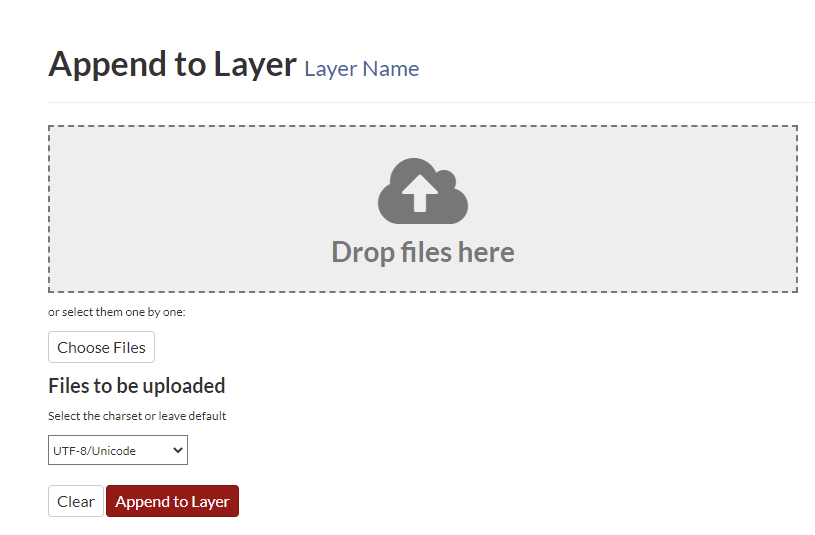 Append to Layer Layer Name
Drop files here
or select them one by one:
Choose Files
Files to be uploaded
Select the charset or leave default
UTF-8/Unicode
Clear Append to Layer